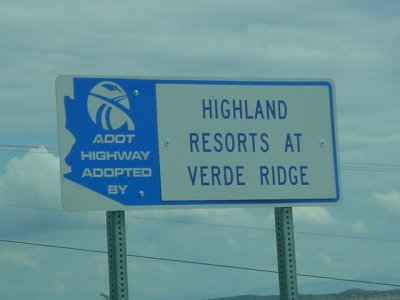 ADOT
HIGHWAY
ADOPTED
BY
HIGHLAND
RESORTS AT
VERDE RIDGE